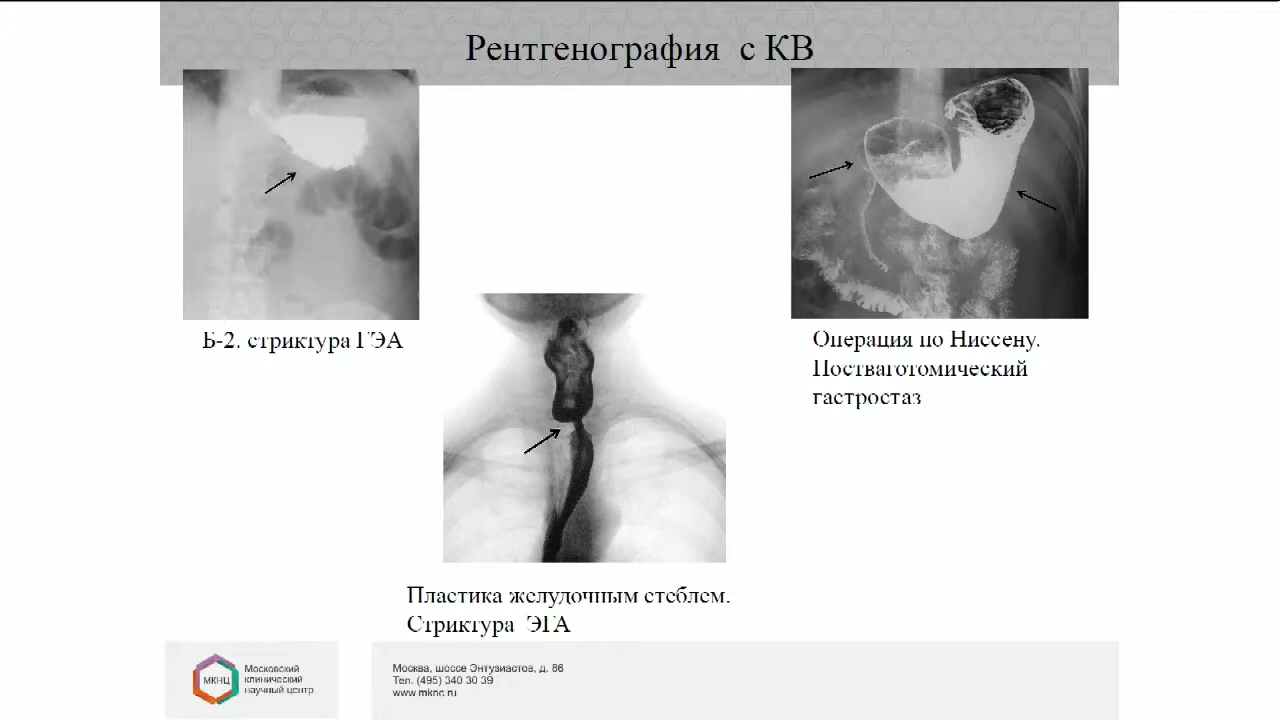 Рентгенография с КВ
Б-2. стриктура ГЭА
Операция по Ниссену.
Постваготомический
гастростаз
Пластика желудочным стеблем.
Стриктура ЭГА
МКНЦ
Московский
клинический
научный центр
Москва, шоссе Энтузиастов, д. 86
Тел. (495) 340 30 39
www.mknc.ru